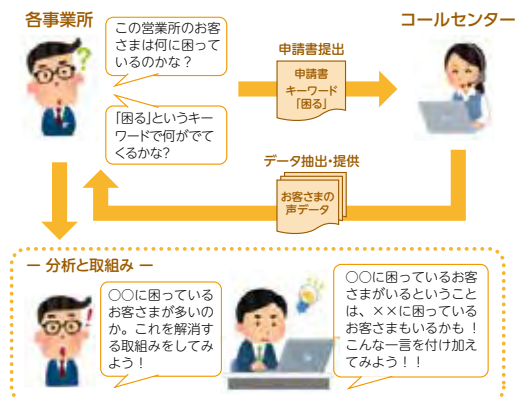 各事業所
コールセンター
この営業所のお客
さまは何に困って
いるのかな？
「困る」というキー
ワードで何がでて
くるかな?
申請書提出
申請書
キーワード
「困る」
データ抽出・提供
お客さまの
声データ
ー 分析と取組み ー
○○に困っている
お客さまが多いの
か。これを解消す
る取組みをしてみ
よう！
○○に困っているお客
さまがいるということ
は、××に困っている
お客さまもいるかも！
こんな一言を付け加え
てみよう！！